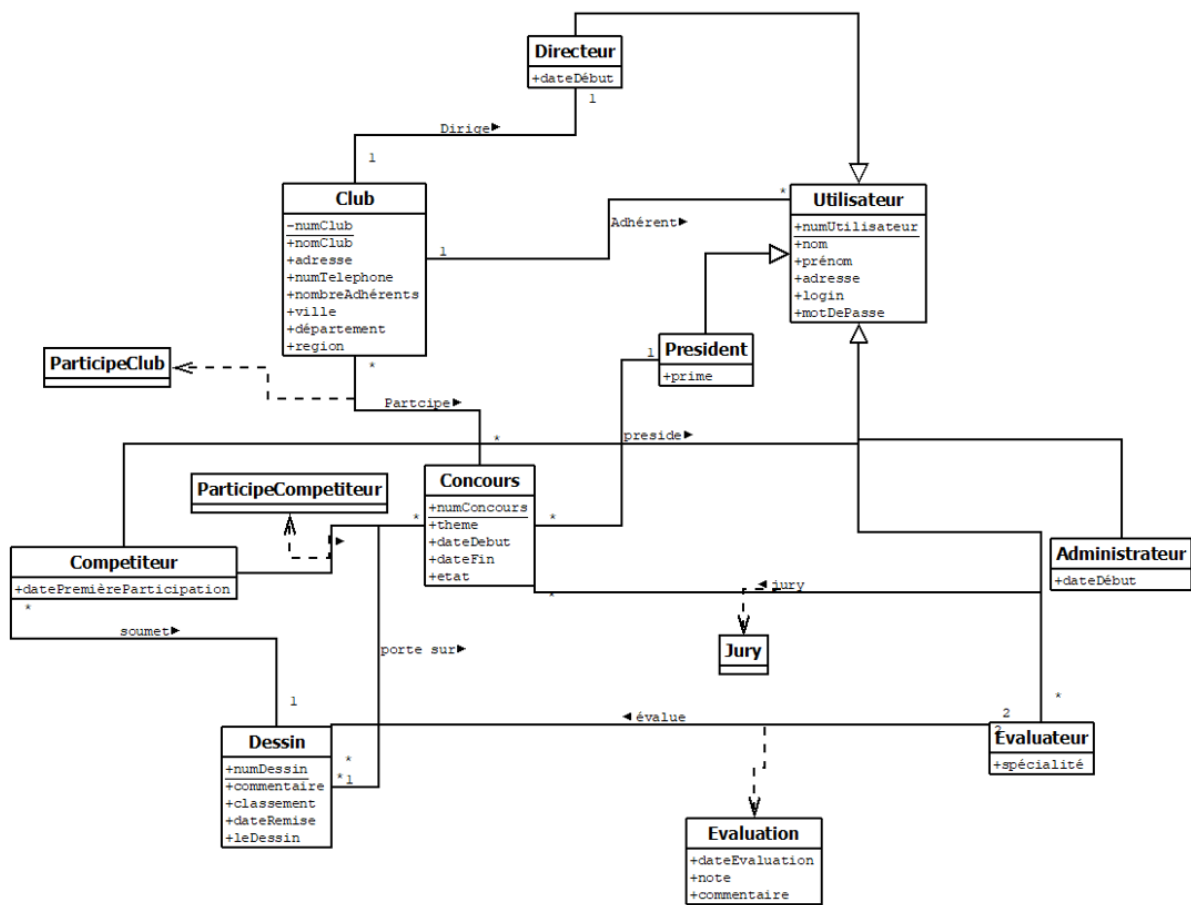 Directeur
+dateDébut
1
Dirige►
1
Club
-numClub
+nomClub
+adresse
+numTelephone
+nombreAdhérents
+ville
+département
+region
*
Adhérent►
1
Utilisateur
+numUtilisateur
+nom
+prénom
+adresse
+login
+motDePasse
President
+prime
1
ParticipeClub
*
Partcipe►
*
preside►
ParticipeCompetiteur
Concours
+numConcours
+theme
+dateDebut
+dateFin
+etat
*
*
►
Competiteur
+datePremièreParticipation
*
Administrateur
+dateDébut
◄jury
*
Jury
soumet►
porte sur►
1
Dessin
+numDessin
+commentaire
+classement
+dateRemise
+leDessin
*
*1
◄évalue
2
2
*
Evaluateur
+spécialité
Evaluation
+dateEvaluation
+note
+commentaire